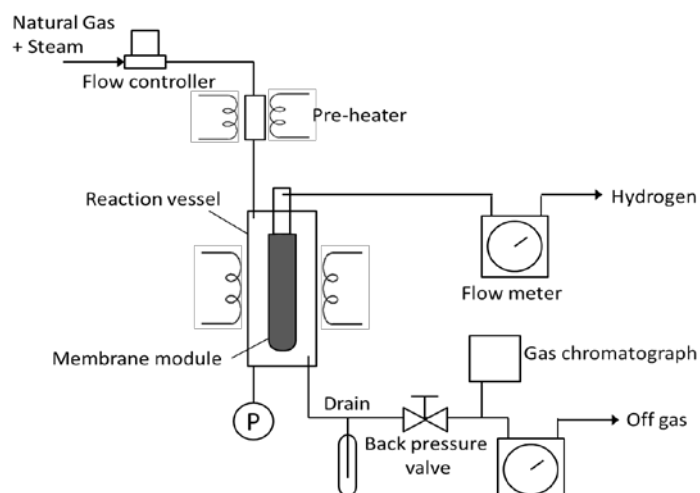 Natural Gas
+ Steam
Flow controller
Pre-heater
Reaction vessel
Hydrogen
Flow meter
Membrane module
Gas chromatograph
P
Drain
Back pressure
valve
Off gas